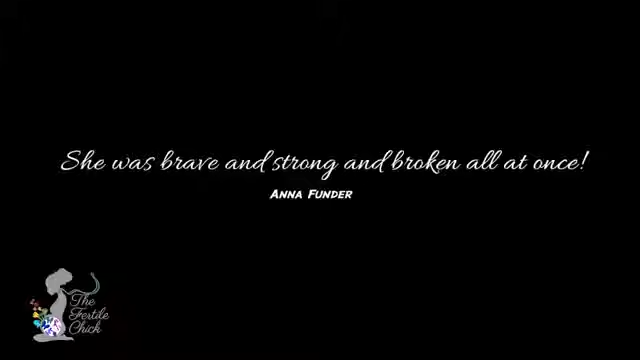 She was brave and strong and broken all at once!
Anna Funder
The
Fertile
Chick